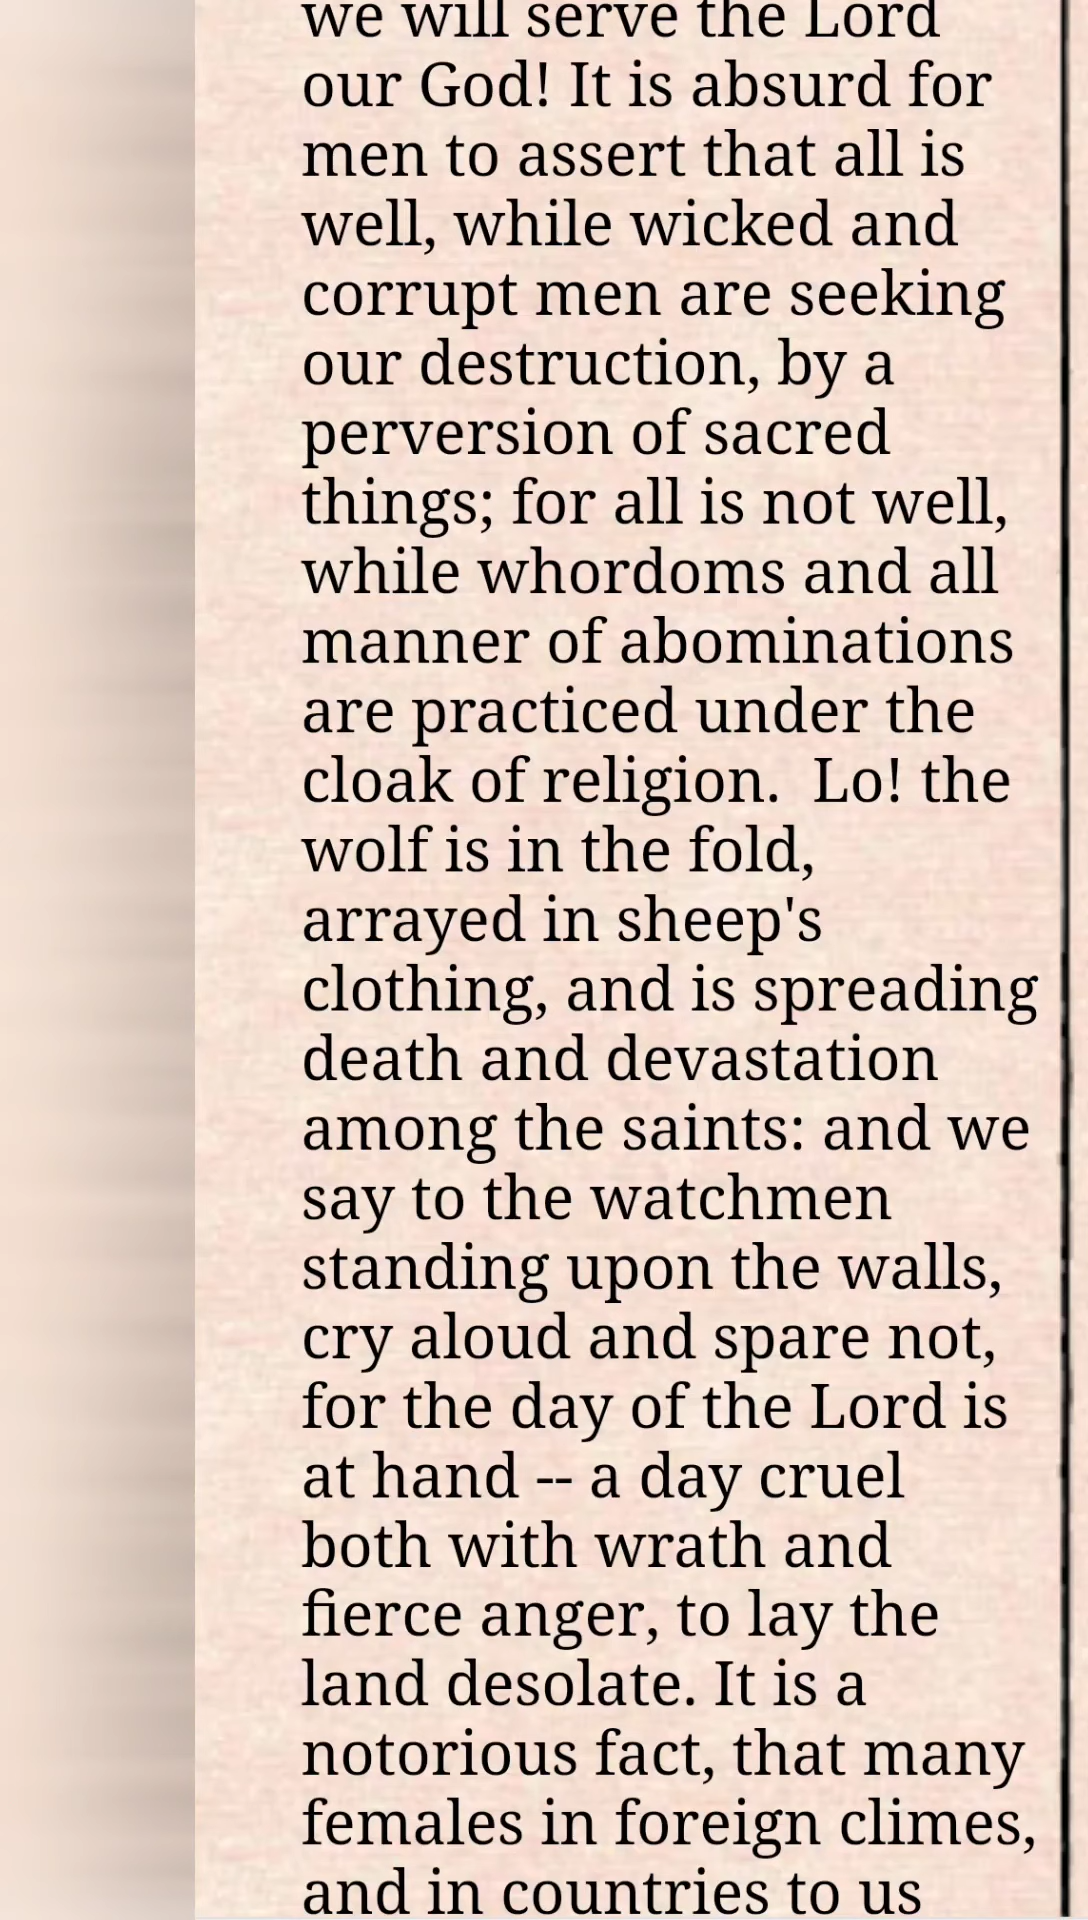 we will serve the Lord
our God! It is absurd for
men to assert that all is
well, while wicked and
corrupt men are seeking
our destruction, by a
perversion of sacred
things; for all is not well,
while whordoms and all
manner of abominations
are practiced under the
cloak of religion.  Lo! the
wolf is in the fold,
arrayed in sheep's
clothing, and is spreading
death and devastation
among the saints: and we
say to the watchmen
standing upon the walls,
cry aloud and spare not,
for the day of the Lord is
at hand -- a day cruel
both with wrath and
fierce anger, to lay the
land desolate. It is a
notorious fact, that many
females in foreign climes,
and in countries to us